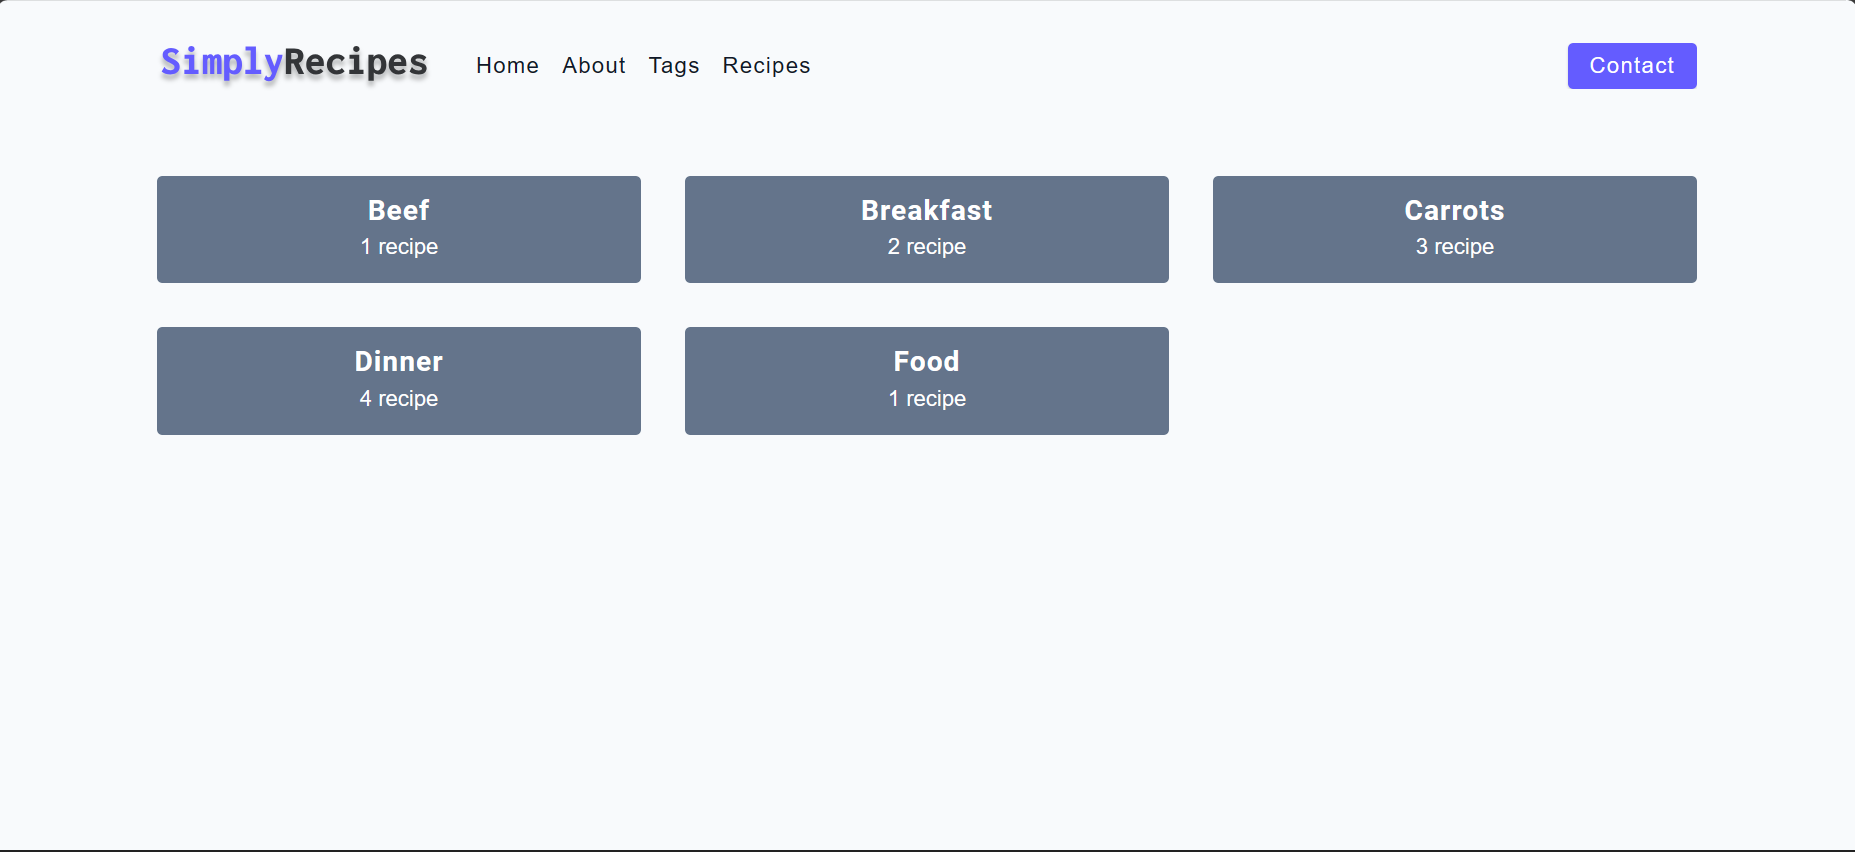 SimplyRecipes Home About Tags Recipes Contact
Beef
1 recipe
Breakfast
2 recipe
Carrots
3 recipe
Dinner
4 recipe
Food
1 recipe